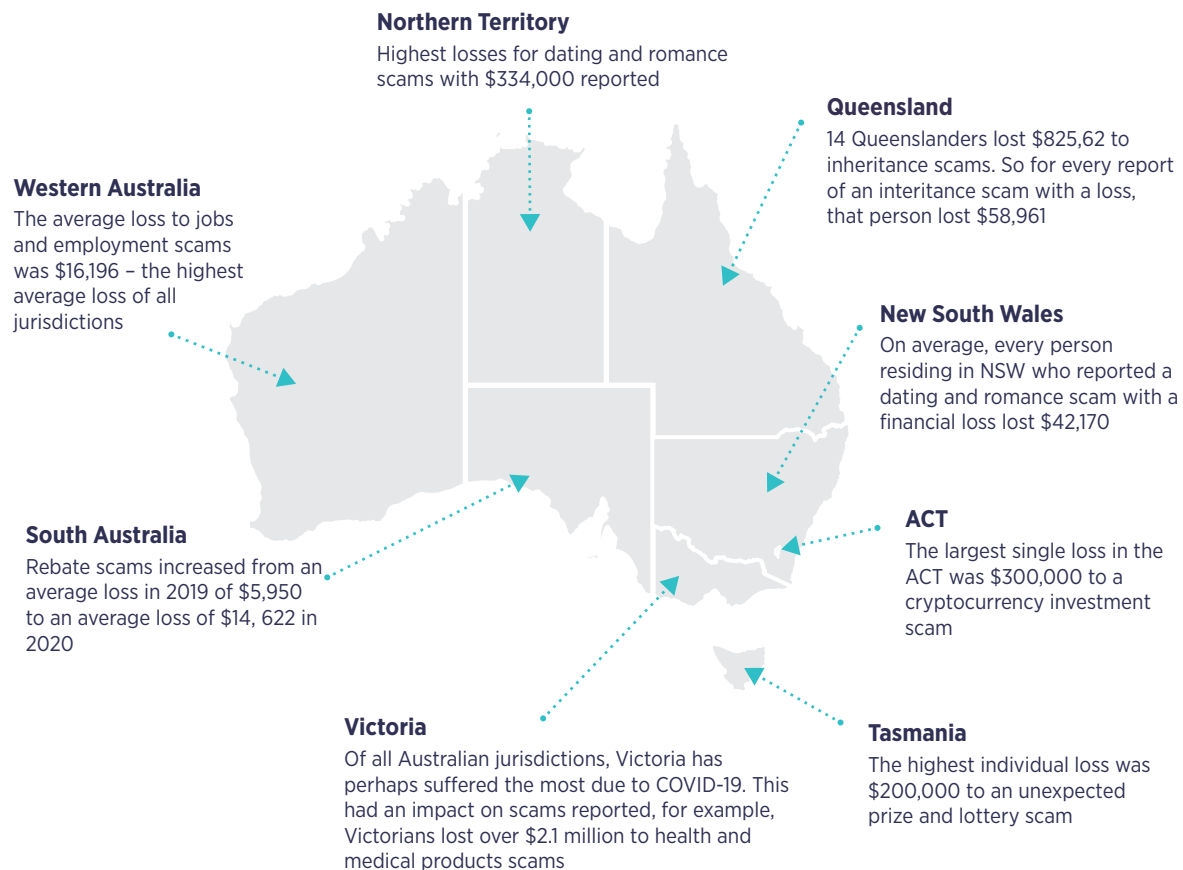 Northern Territory
Highest losses for dating and romance
scams with $334,000 reported
Queensland
14 Queenslanders lost $825,62 to
inheritance scams. So for every report
of an interitance scam with a loss,
that person lost $58,961
Western Australia
The average loss to jobs
and employment scams
was $16,196 – the highest
average loss of all
jurisdictions
New South Wales
On average, every person
residing in NSW who reported a
dating and romance scam with a
financial loss lost $42,170
South Australia
Rebate scams increased from an
average loss in 2019 of $5,950
to an average loss of $14, 622 in
2020
ACT
The largest single loss in the
ACT was $300,000 to a
cryptocurrency investment
scam
Victoria
Of all Australian jurisdictions, Victoria has
perhaps suffered the most due to COVID-19. This
had an impact on scams reported, for example,
Victorians lost over $2.1 million to health and
medical products scams
Tasmania
The highest individual loss was
$200,000 to an unexpected
prize and lottery scam